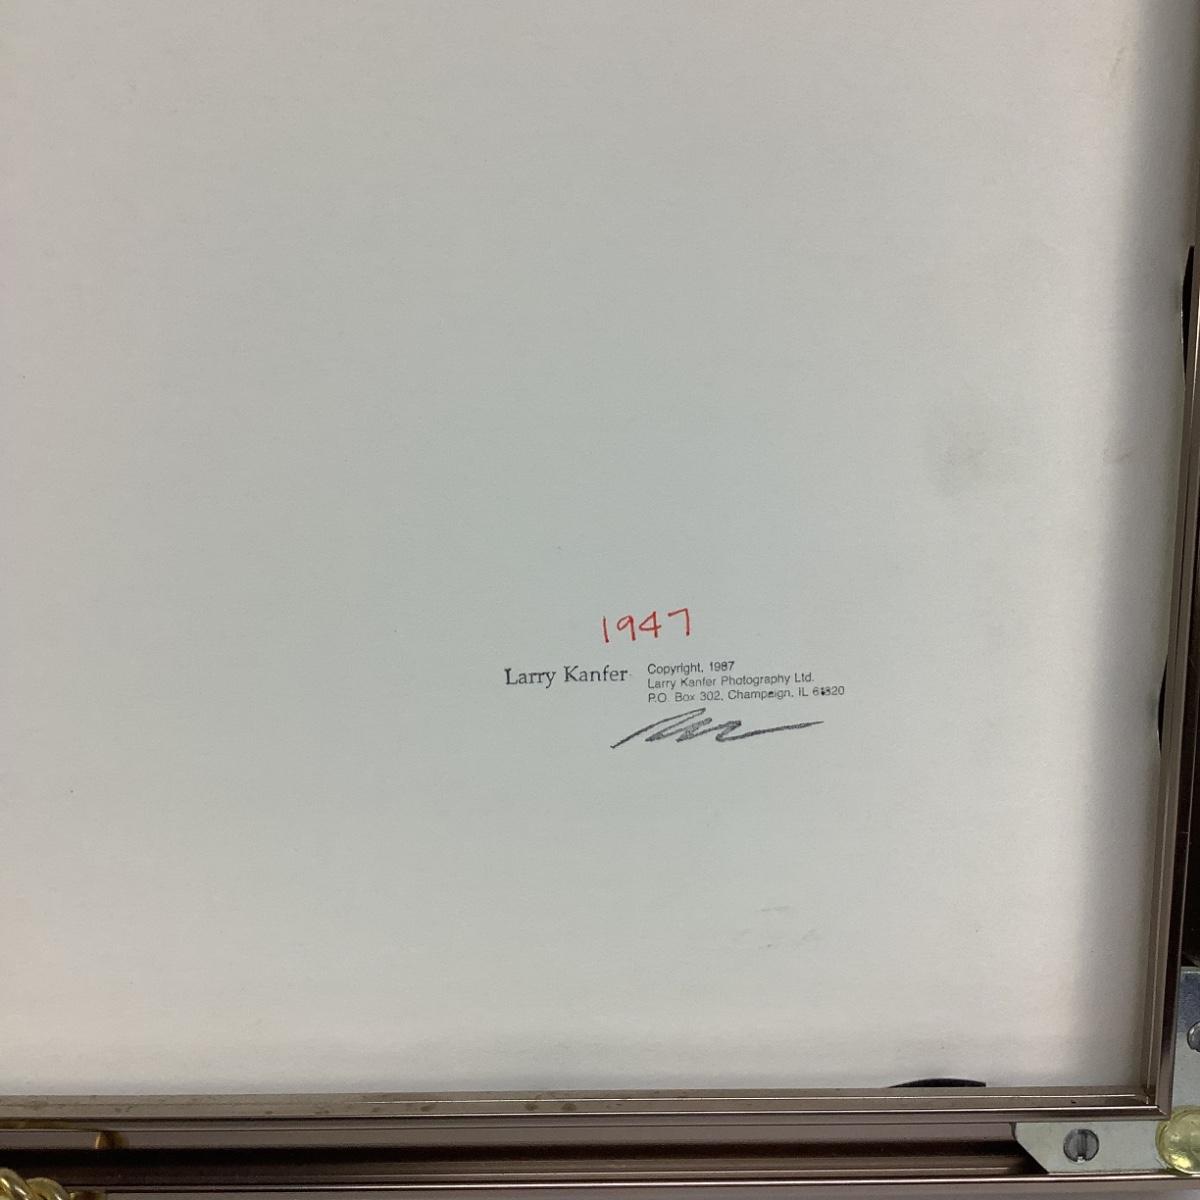 1947
Larry Kanfer
Copyright, 1987
Larry Kanfer Photography Ltd.
P.O. Box 302, Champaign, IL 61820